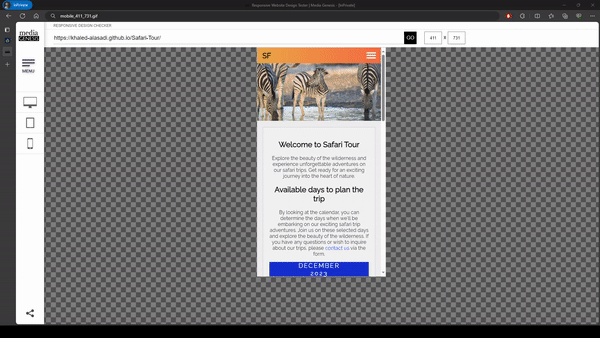 InPrivate
Responsive Website Design Tester | Media Genesis - [InPrivate]
mobile_411_731.gif
RESPONSIVE DESIGN CHECKER
media
GENESIS
https://khaled-alasadi.github.io/Safari-Tour/
GO
411
x
731
MENU
SF
Welcome to Safari Tour
Explore the beauty of the wilderness and
experience unforgettable adventures on
our safari trips. Get ready for an exciting
journey into the heart of nature.
Available days to plan the
trip
By looking at the calendar, you can
determine the days when we'll be
embarking on our exciting safari trip
adventures. Join us on these selected days
and explore the beauty of the wilderness. If
you have any questions or wish to inquire
about our trips, please contact us via the
form.
DECEMBER
2023